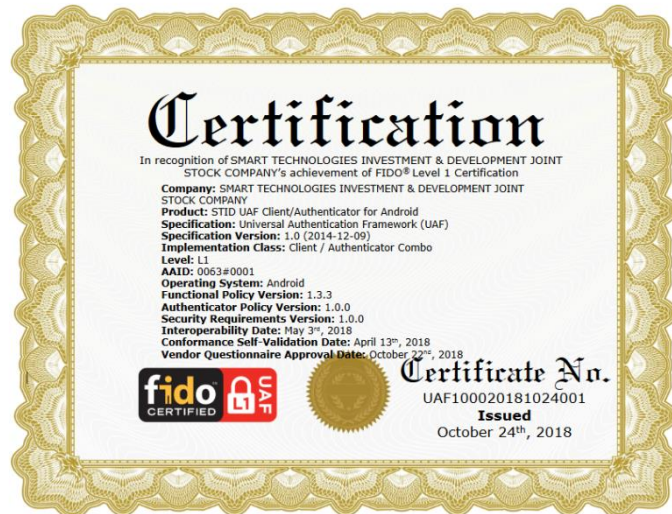 Certification
In recognition of SMART TECHNOLOGIES INVESTMENT & DEVELOPMENT JOINT
STOCK COMPANY's achievement of FIDO® Level 1 Certification
Company: SMART TECHNOLOGIES INVESTMENT & DEVELOPMENT JOINT
STOCK COMPANY
Product: STID UAF Client/Authenticator for Android
Specification: Universal Authentication Framework (UAF)
Specification Version: 1.0 (2014-12-09)
Implementation Class: Client / Authenticator Combo
Level: L1
AAID: 0063#0001
Operating System: Android
Functional Policy Version: 1.3.3
Authenticator Policy Version: 1.0.0
Security Requirements Version: 1.0.0
Interoperability Date: May 3rd, 2018
Conformance Self-Validation Date: April 13th, 2018
Vendor Questionnaire Approval Date: October 22nd, 2018
fido™
CERTIFIED
L1
UAF
Certificate No.
UAF100020181024001
Issued
October 24th, 2018